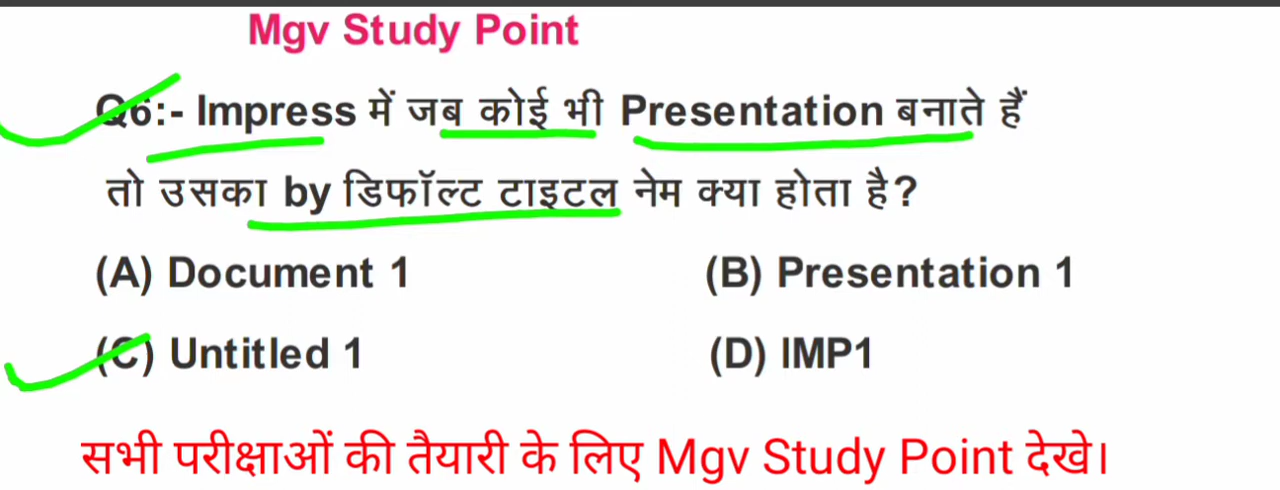 Mgv Study Point
Q6:- Impress में जब कोई भी Presentation बनाते हैं
तो उसका by डिफॉल्ट टाइटल नेम क्या होता है?
(A) Document 1 (B) Presentation 1
(C) Untitled 1 (D) IMP1
सभी परीक्षाओं की तैयारी के लिए Mgv Study Point देखे।